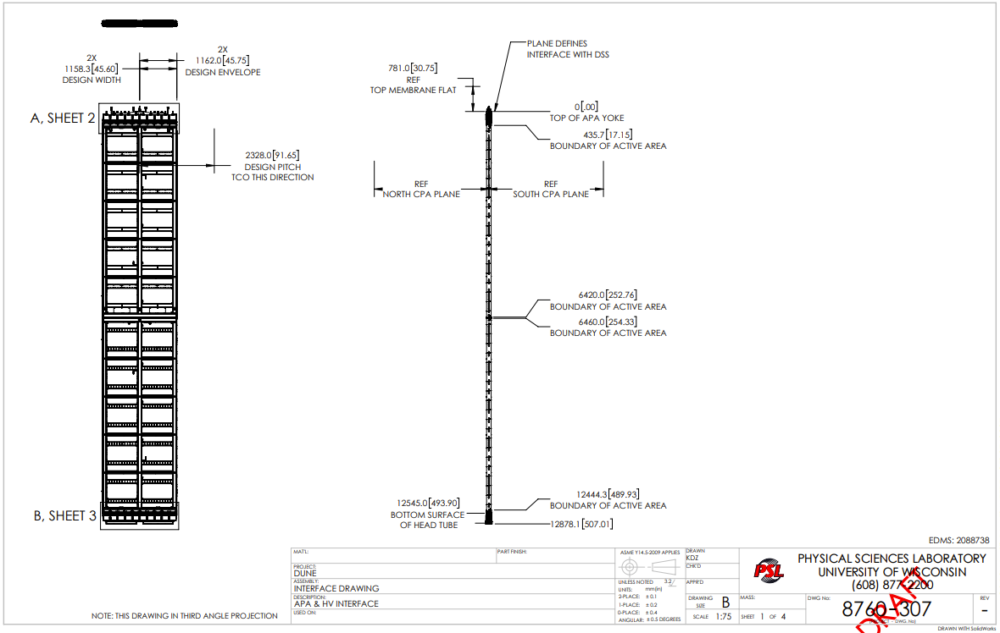 2X
1158.3[45.60]
DESIGN WIDTH
2X
1162.0[45.75]
DESIGN ENVELOPE
A, SHEET 2
2328.0[91.65]
DESIGN PITCH
TCO THIS DIRECTION
B, SHEET 3
PLANE DEFINES
INTERFACE WITH DSS
781.0[30.75]
REF
TOP MEMBRANE FLAT
0[.00]
TOP OF APA YOKE
435.7[17.15]
BOUNDARY OF ACTIVE AREA
REF
NORTH CPA PLANE
REF
SOUTH CPA PLANE
6420.0[252.76]
BOUNDARY OF ACTIVE AREA
6460.0[254.33]
BOUNDARY OF ACTIVE AREA
12545.0[493.90]
BOTTOM SURFACE
OF HEAD TUBE
12444.3[489.93]
BOUNDARY OF ACTIVE AREA
12878.1[507.01]
EDMS: 2088738
NOTE: THIS DRAWING IN THIRD ANGLE PROJECTION
MAT'L:
PART FINISH:
PROJECT:
DUNE
ASSEMBLY:
INTERFACE DRAWING
DESCRIPTION:
APA & HV INTERFACE
USED ON:
ASME Y14.5-2009 APPLIES
UNLESS NOTED 3.2
UNITS: mm(in)
2-PLACE: ±0.1
1-PLACE: ±0.2
0-PLACE: ±0.4
ANGULAR: ±0.5 DEGREES
DRAWN
KDZ
CHK'D
APPR'D
DRAWING SIZE B
SCALE 1:75
MASS:
SHEET 1 OF 4
PSL
PHYSICAL SCIENCES LABORATORY
UNIVERSITY OF WISCONSIN
(608) 877-2200
DWG No:
8760-307
REV
-
DRAFT
DRAWN WITH SolidWorks